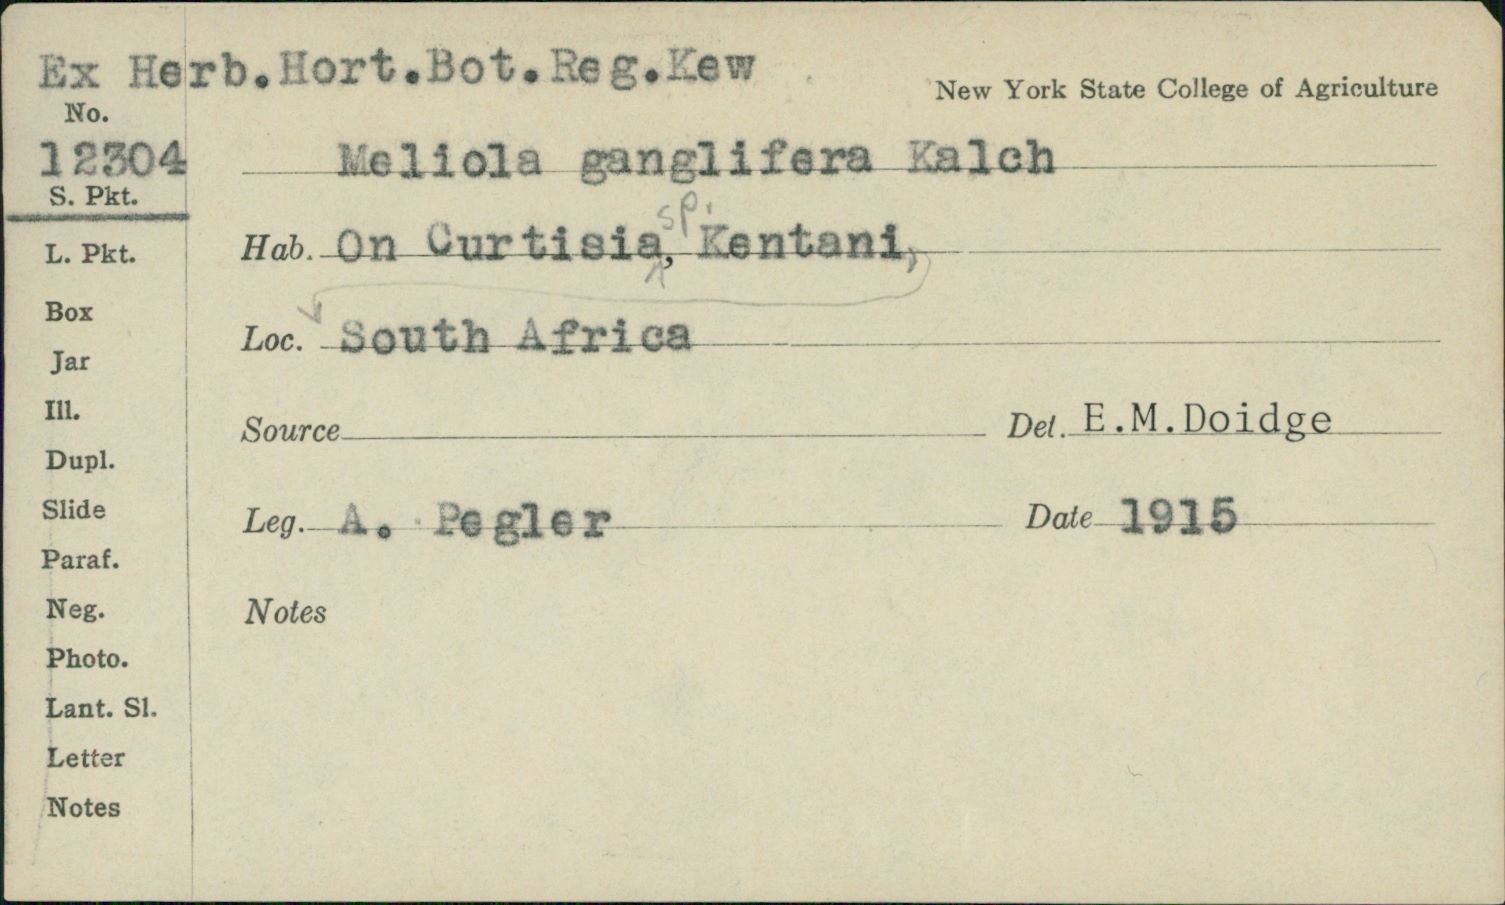 Ex Herb.Hort.Bot.Reg.Kew
New York State College of Agriculture
No.
12304
Meliola ganglifera Kalch
S. Pkt.
sp.
Hab. On Curtisia, Kentani,
L. Pkt.
Box
Loc. South Africa
Jar
Ill.
Source Det. E.M.Doidge
Dupl.
Slide
Leg. A. Pegler Date 1915
Paraf.
Neg.
Notes
Photo.
Lant. Sl.
Letter
Notes